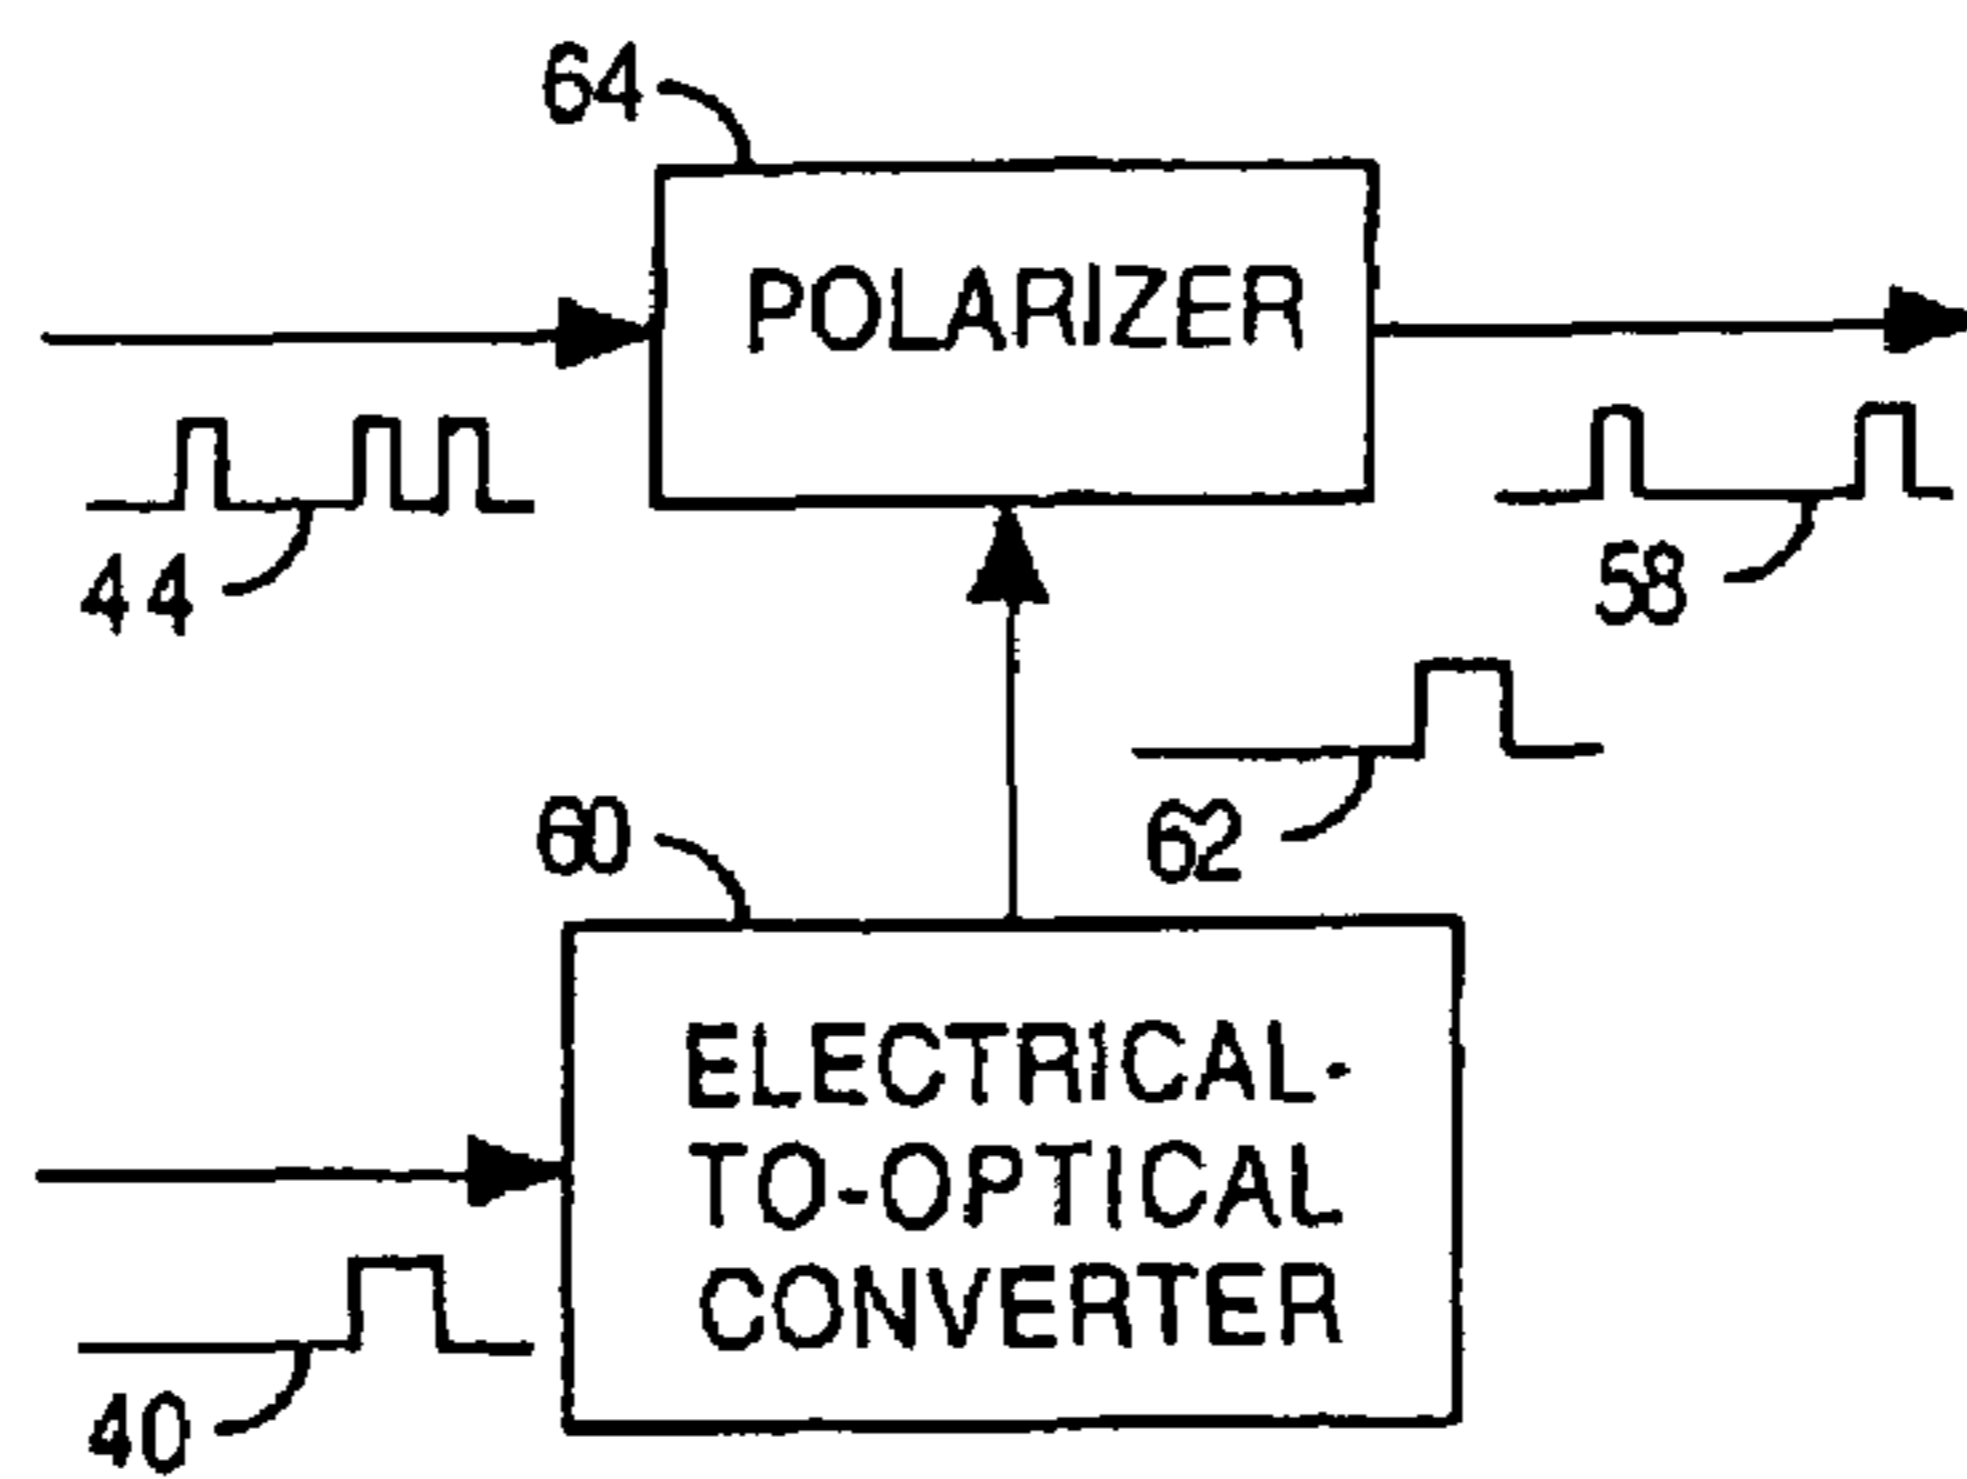 64
POLARIZER
44
58
62
60
ELECTRICAL-
TO-OPTICAL
CONVERTER
40